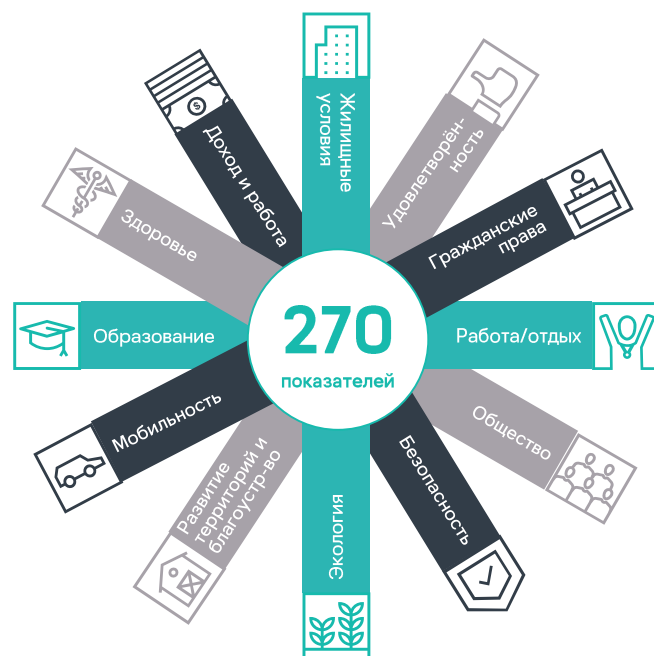 Жилищные
условия
Удовлетворён-
ность
Гражданские
права
Работа/отдых
Общество
Безопасность
Экология
Развитие
территорий и
благоустр-во
Мобильность
Образование
Здоровье
Доход и работа
$
270
показателей